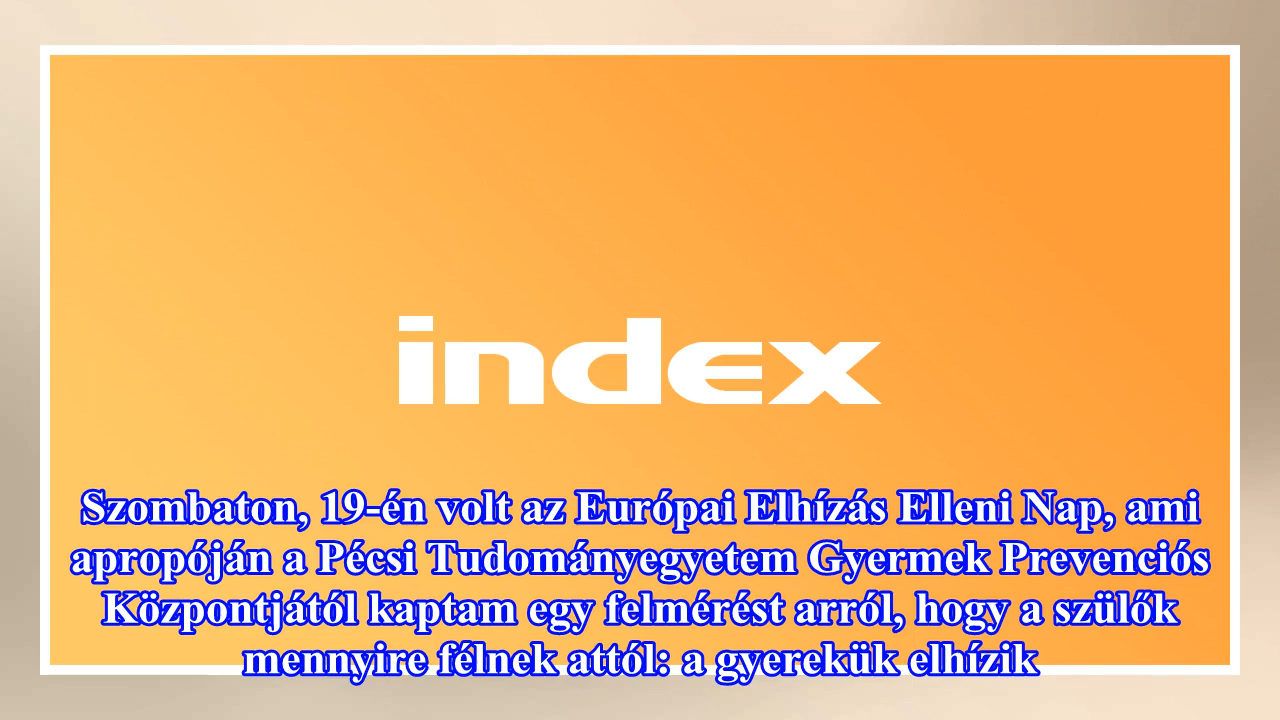 index
Szombaton, 19-én volt az Európai Elhízás Elleni Nap, ami
apropóján a Pécsi Tudományegyetem Gyermek Prevenciós
Központjától kaptam egy felmérést arról, hogy a szülők
mennyire félnek attól: a gyerekük elhízik